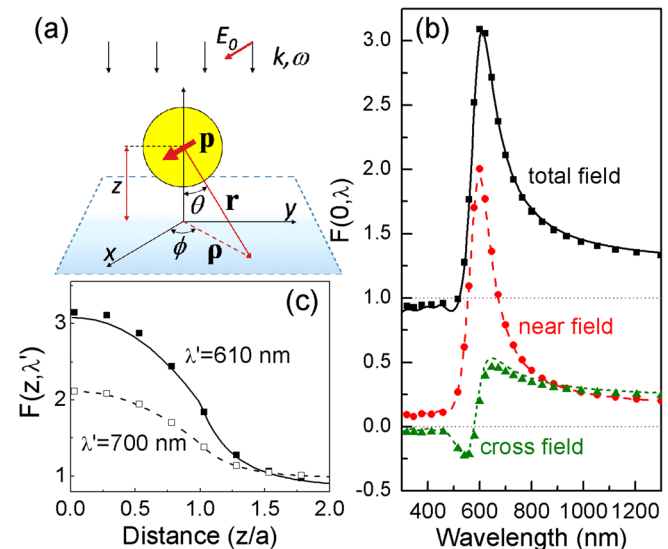 (a)
E0
k,ω
p
z
θ
r
y
x
ϕ
ρ
(b)
F(0,λ)
3.0
2.5
2.0
1.5
1.0
0.5
0.0
-0.5
total field
near field
cross field
400 600 800 1000 1200
Wavelength (nm)
(c)
F(z,λ')
3
2
1
λ'=610 nm
λ'=700 nm
0.0 0.5 1.0 1.5 2.0
Distance (z/a)